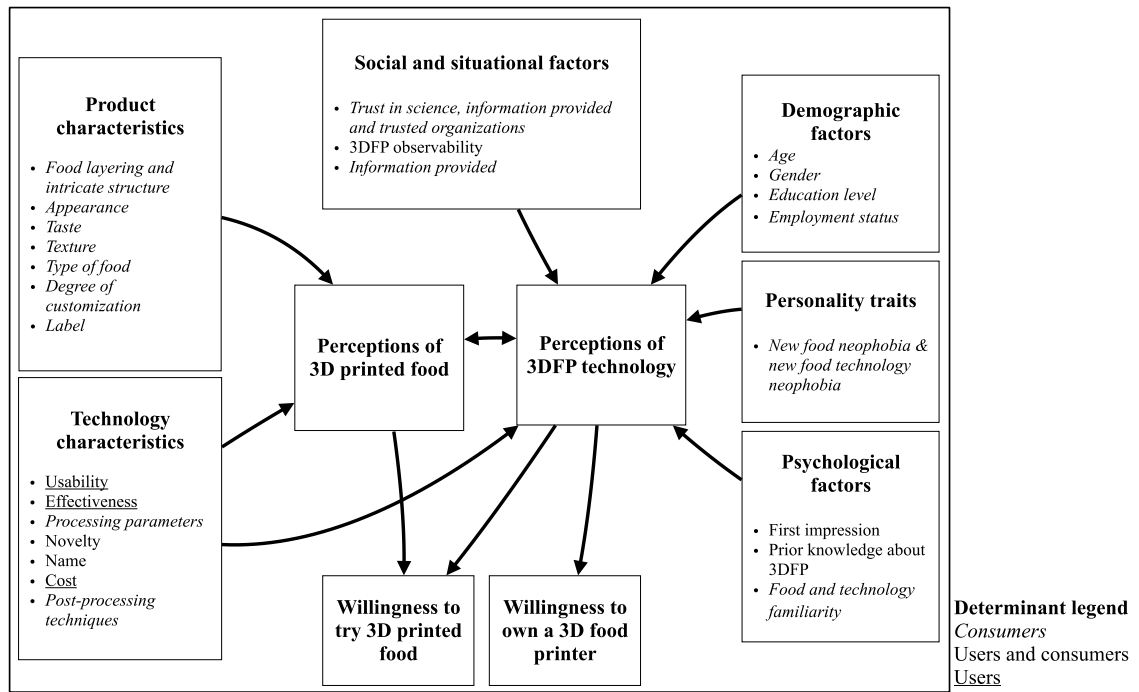 Product
characteristics
• Food layering and
intricate structure
• Appearance
• Taste
• Texture
• Type of food
• Degree of
customization
• Label
Technology
characteristics
• Usability
• Effectiveness
• Processing parameters
• Novelty
• Name
• Cost
• Post-processing
techniques
Social and situational factors
• Trust in science, information provided
and trusted organizations
• 3DFP observability
• Information provided
Perceptions of
3D printed food
Perceptions of
3DFP technology
Willingness to
try 3D printed
food
Willingness to
own a 3D food
printer
Demographic
factors
• Age
• Gender
• Education level
• Employment status
Personality traits
• New food neophobia &
new food technology
neophobia
Psychological
factors
• First impression
• Prior knowledge about
3DFP
• Food and technology
familiarity
Determinant legend
Consumers
Users and consumers
Users